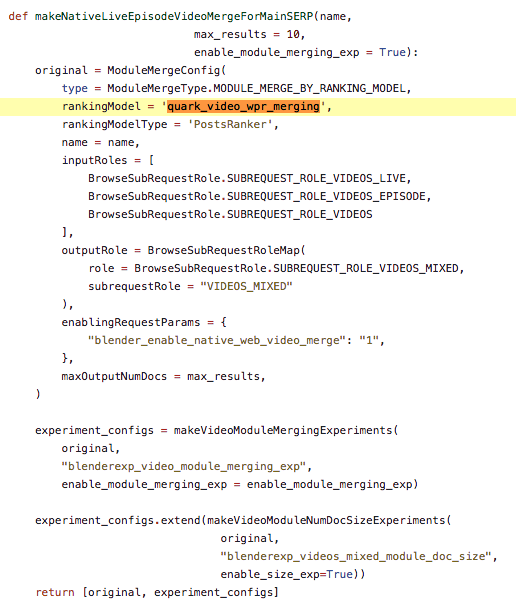 def makeNativeLiveEpisodeVideoMergeForMainSERP(name,
                            max_results = 10,
                            enable_module_merging_exp = True):
    original = ModuleMergeConfig(
        type = ModuleMergeType.MODULE_MERGE_BY_RANKING_MODEL,
        rankingModel = 'quark_video_wpr_merging',
        rankingModelType = 'PostsRanker',
        name = name,
        inputRoles = [
            BrowseSubRequestRole.SUBREQUEST_ROLE_VIDEOS_LIVE,
            BrowseSubRequestRole.SUBREQUEST_ROLE_VIDEOS_EPISODE,
            BrowseSubRequestRole.SUBREQUEST_ROLE_VIDEOS
        ],
        outputRole = BrowseSubRequestRoleMap(
            role = BrowseSubRequestRole.SUBREQUEST_ROLE_VIDEOS_MIXED,
            subrequestRole = "VIDEOS_MIXED"
        ),
        enablingRequestParams = {
            "blender_enable_native_web_video_merge": "1",
        },
        maxOutputNumDocs = max_results,
    )

    experiment_configs = makeVideoModuleMergingExperiments(
        original,
        "blenderexp_video_module_merging_exp",
        enable_module_merging_exp = enable_module_merging_exp)

    experiment_configs.extend(makeVideoModuleNumDocSizeExperiments(
                                original,
                                "blenderexp_videos_mixed_module_doc_size",
                                enable_size_exp=True))
    return [original, experiment_configs]